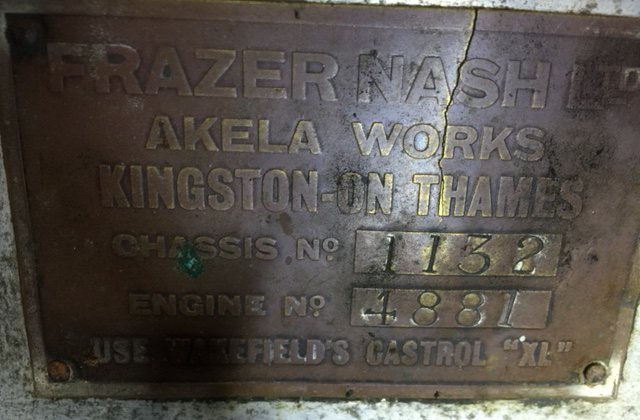 FRAZER NASH LTD
AKELA WORKS
KINGSTON-ON THAMES
CHASSIS Nº 1132
ENGINE Nº 4881
USE WAKEFIELD'S CASTROL "XL"